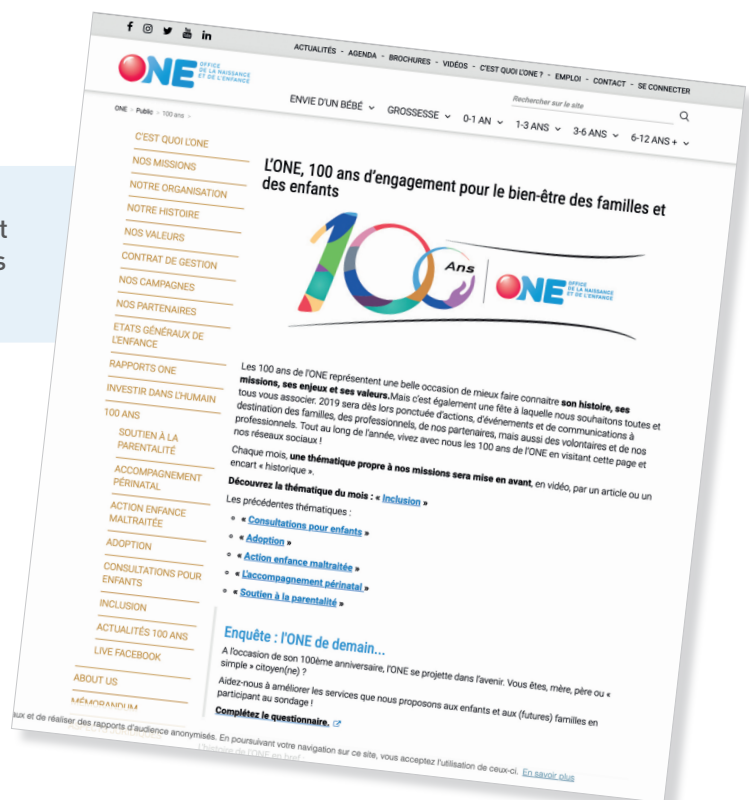 t
s
ACTUALITÉS - AGENDA - BROCHURES - VIDÉOS - C'EST QUOI L'ONE ? - EMPLOI - CONTACT - SE CONNECTER
ONE OFFICE
DE LA NAISSANCE
ET DE L'ENFANCE
Rechercher sur le site
ENVIE D'UN BÉBÉ GROSSESSE 0-1 AN 1-3 ANS 3-6 ANS 6-12 ANS +
ONE > Public > 100 ans >
C'EST QUOI L'ONE
NOS MISSIONS
NOTRE ORGANISATION
NOTRE HISTOIRE
NOS VALEURS
CONTRAT DE GESTION
NOS CAMPAGNES
NOS PARTENAIRES
ETATS GÉNÉRAUX DE
L'ENFANCE
RAPPORTS ONE
INVESTIR DANS L'HUMAIN
100 ANS
SOUTIEN À LA
PARENTALITÉ
ACCOMPAGNEMENT
PÉRINATAL
ACTION ENFANCE
MALTRAITÉE
ADOPTION
CONSULTATIONS POUR
ENFANTS
INCLUSION
ACTUALITÉS 100 ANS
LIVE FACEBOOK
ABOUT US
MÉMORANDUM
L'ONE, 100 ans d'engagement pour le bien-être des familles et
des enfants
100 Ans
ONE OFFICE
DE LA NAISSANCE
ET DE L'ENFANCE
Les 100 ans de l'ONE représentent une belle occasion de mieux faire connaitre son histoire, ses
missions, ses enjeux et ses valeurs.Mais c'est également une fête à laquelle nous souhaitons toutes et
tous vous associer. 2019 sera dès lors ponctuée d'actions, d'événements et de communications à
destination des familles, des professionnels, de nos partenaires, mais aussi des volontaires et de nos
professionnels. Tout au long de l'année, vivez avec nous les 100 ans de l'ONE en visitant cette page et
nos réseaux sociaux !
Chaque mois, une thématique propre à nos missions sera mise en avant, en vidéo, par un article ou un
encart « historique ».
Découvrez la thématique du mois : « Inclusion »
Les précédentes thématiques :
« Consultations pour enfants »
« Adoption »
« Action enfance maltraitée »
« L'accompagnement périnatal »
« Soutien à la parentalité »
Enquête : l'ONE de demain...
A l'occasion de son 100ème anniversaire, l'ONE se projette dans l'avenir. Vous êtes, mère, père ou «
simple » citoyen(ne) ?
Aidez-nous à améliorer les services que nous proposons aux enfants et aux (futures) familles en
participant au sondage !
Complétez le questionnaire.
aux et de réaliser des rapports d'audience anonymisés. En poursuivant votre navigation sur ce site, vous acceptez l'utilisation de ceux-ci. En savoir plus
L'histoire de l'ONE en bref